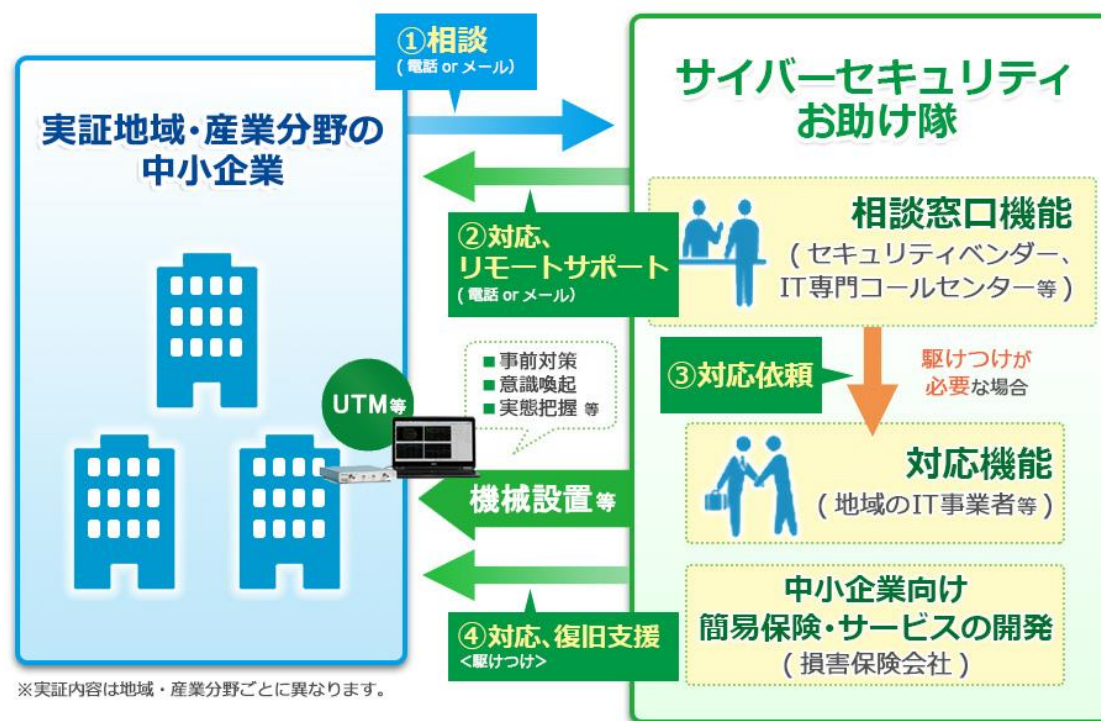 ①相談
(電話 or メール)
実証地域・産業分野の
中小企業
サイバーセキュリティ
お助け隊
相談窓口機能
(セキュリティベンダー、
IT専門コールセンター等)
②対応、
リモートサポート
(電話 or メール)
③対応依頼
駆けつけが
必要な場合
■事前対策
■意識喚起
■実態把握 等
UTM等
機械設置等
対応機能
(地域のIT事業者等)
④対応、復旧支援
<駆けつけ>
中小企業向け
簡易保険・サービスの開発
(損害保険会社)
※実証内容は地域・産業分野ごとに異なります。